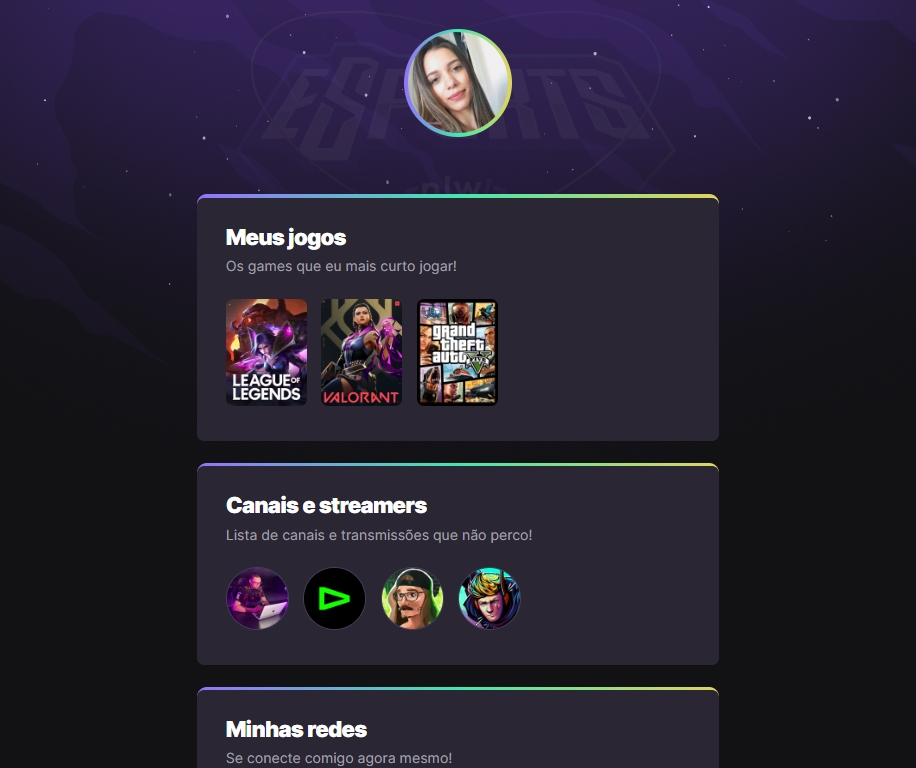 ESPORTS
nlw/>
Meus jogos
Os games que eu mais curto jogar!
LEAGUE OF
LEGENDS
VALORANT
grand
theft
auto
V
Canais e streamers
Lista de canais e transmissões que não perco!
Minhas redes
Se conecte comigo agora mesmo!